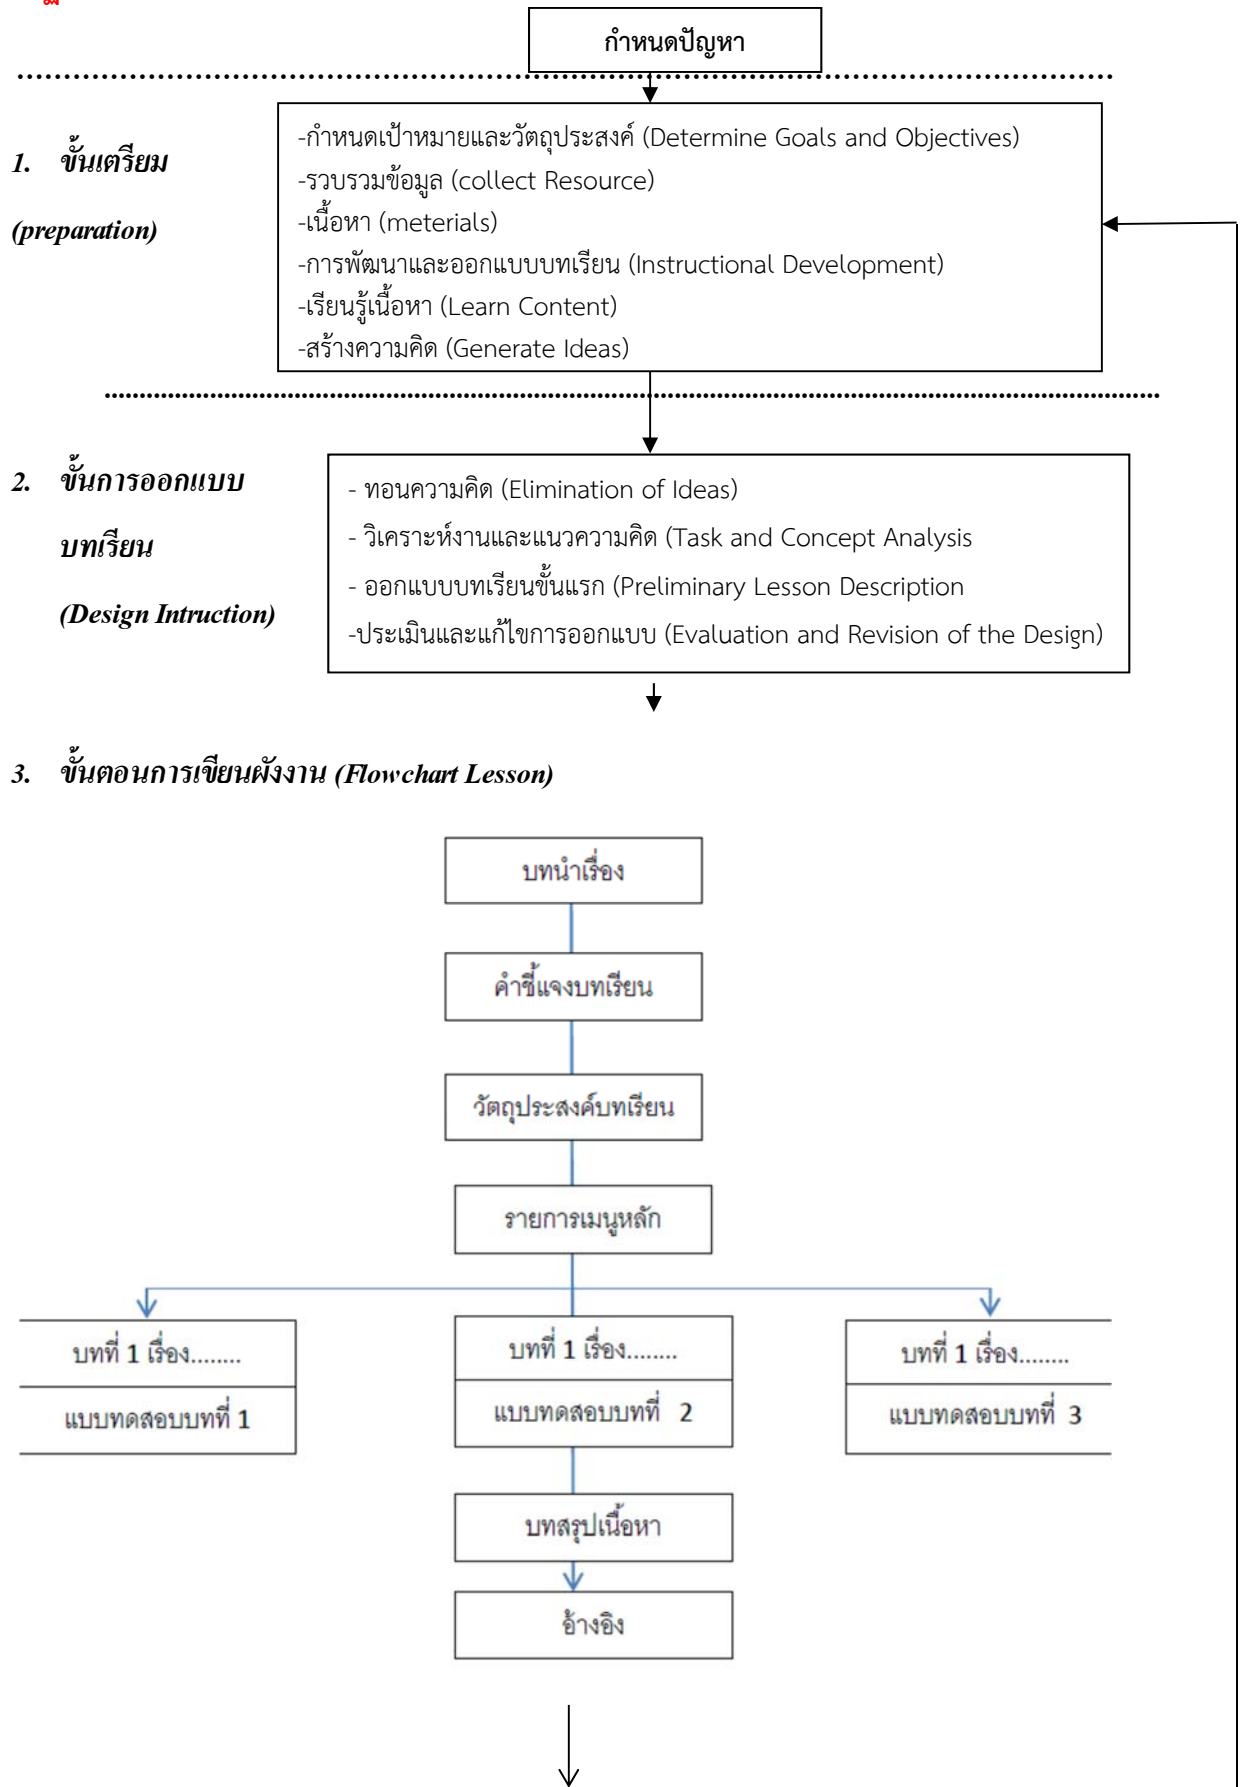 กำหนดปัญหา
1. ขั้นเตรียม
(preparation)
-กำหนดเป้าหมายและวัตถุประสงค์ (Determine Goals and Objectives)
-รวบรวมข้อมูล (collect Resource)
-เนื้อหา (meterials)
-การพัฒนาและออกแบบบทเรียน (Instructional Development)
-เรียนรู้เนื้อหา (Learn Content)
-สร้างความคิด (Generate Ideas)
2. ขั้นการออกแบบ
บทเรียน
(Design Intruction)
- ทอนความคิด (Elimination of Ideas)
- วิเคราะห์งานและแนวความคิด (Task and Concept Analysis
- ออกแบบบทเรียนขั้นแรก (Preliminary Lesson Description
-ประเมินและแก้ไขการออกแบบ (Evaluation and Revision of the Design)
3. ขั้นตอนการเขียนผังงาน (Flowchart Lesson)
บทนำเรื่อง
คำชี้แจงบทเรียน
วัตถุประสงค์บทเรียน
รายการเมนูหลัก
บทที่ 1 เรื่อง........
แบบทดสอบบทที่ 1
บทที่ 1 เรื่อง........
แบบทดสอบบทที่ 2
บทที่ 1 เรื่อง........
แบบทดสอบบทที่ 3
บทสรุปเนื้อหา
อ้างอิง